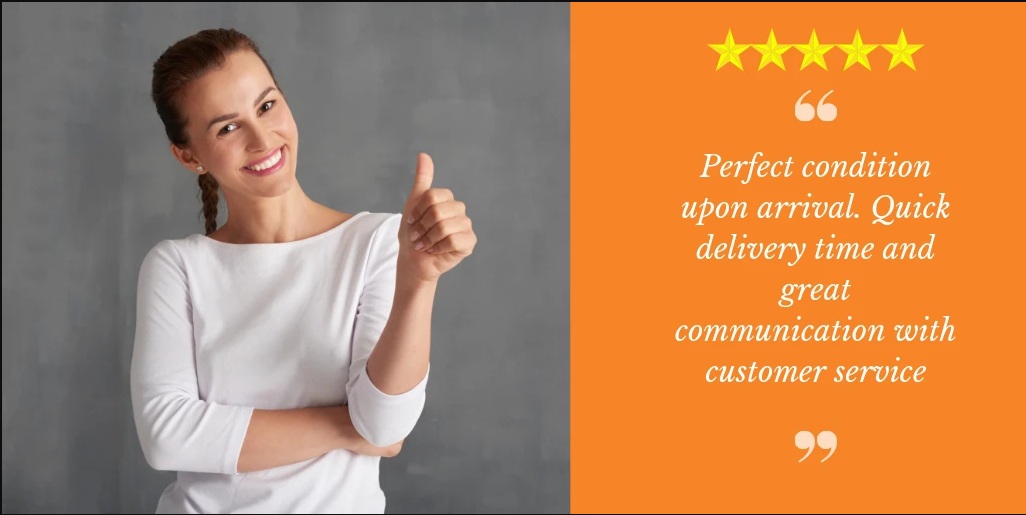 “
Perfect condition
upon arrival. Quick
delivery time and
great
communication with
customer service
”